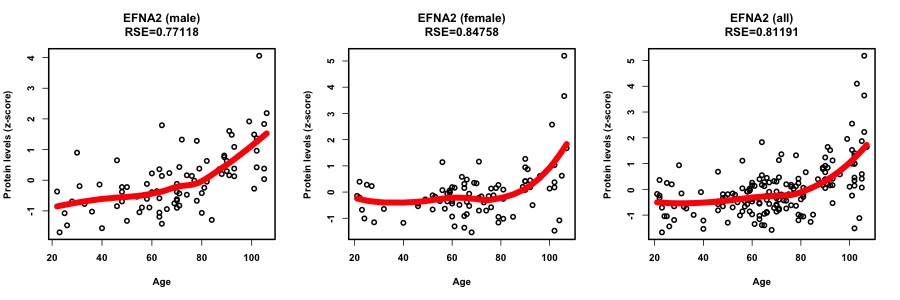 EFNA2 (male)
RSE=0.77118
Protein levels (z-score)
4
3
2
1
0
-1
20
40
60
80
100
Age
EFNA2 (female)
RSE=0.84758
Protein levels (z-score)
5
4
3
2
1
0
-1
20
40
60
80
100
Age
EFNA2 (all)
RSE=0.81191
Protein levels (z-score)
5
4
3
2
1
0
-1
20
40
60
80
100
Age